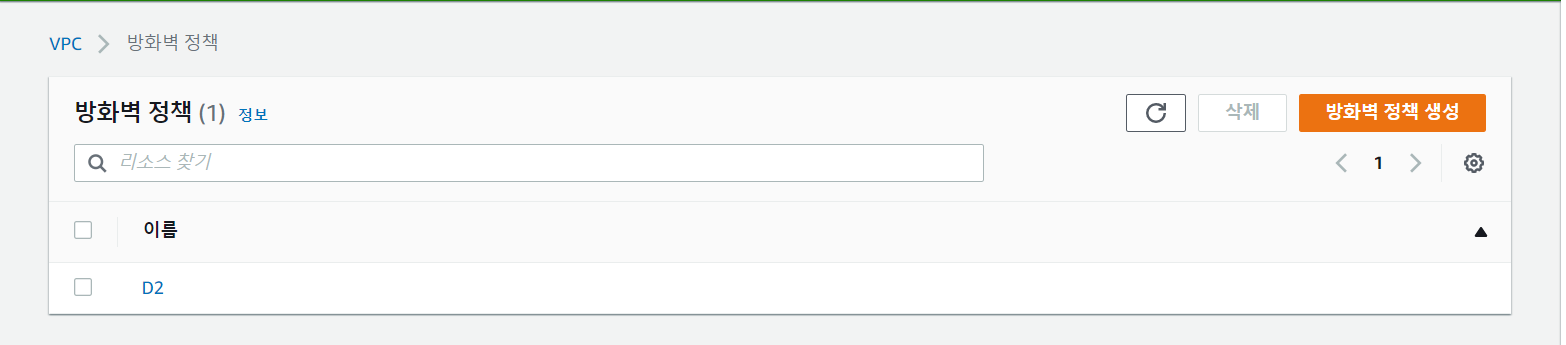 VPC > 방화벽 정책
방화벽 정책 (1) 정보
삭제
방화벽 정책 생성
리소스 찾기
1
이름
D2